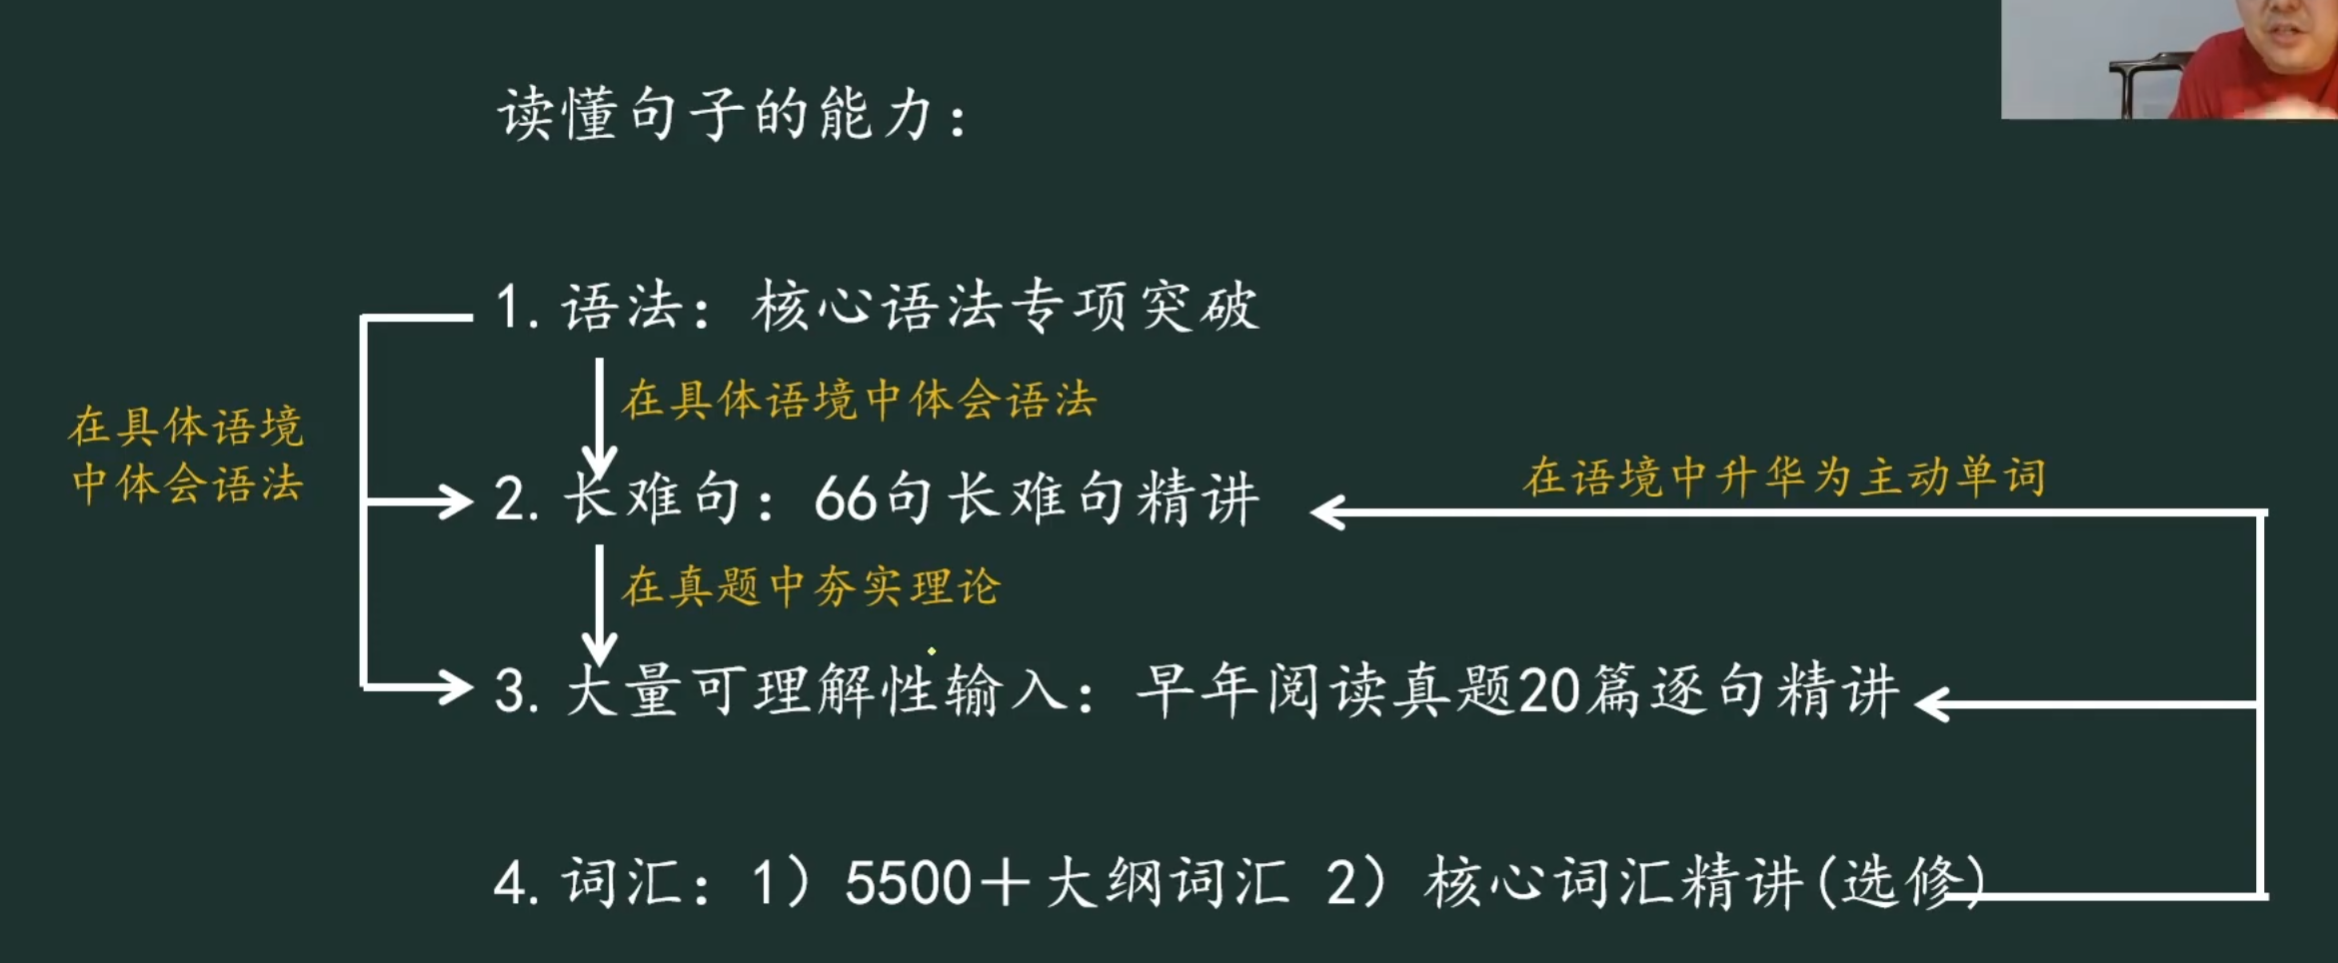 读懂句子的能力：
1. 语法：核心语法专项突破
在具体语境中体会语法
在具体语境
中体会语法
2. 长难句：66句长难句精讲
在语境中升华为主动单词
在真题中夯实理论
3. 大量可理解性输入：早年阅读真题20篇逐句精讲
4. 词汇：1）5500＋大纲词汇 2）核心词汇精讲(选修)